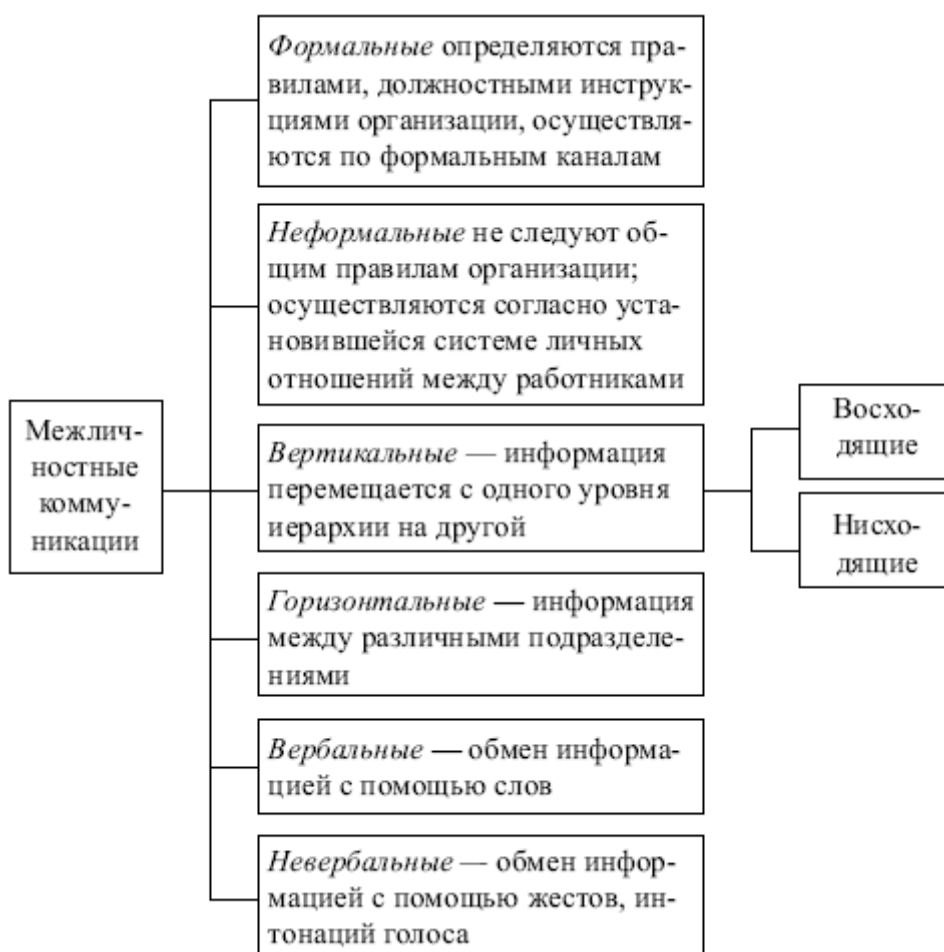 Формальные определяются пра-
вилами, должностными инструк-
циями организации, осуществля-
ются по формальным каналам
Неформальные не следуют об-
щим правилам организации;
осуществляются согласно уста-
новившейся системе личных
отношений между работниками
Межлич-
ностные
комму-
никации
Вертикальные — информация
перемещается с одного уровня
иерархии на другой
Восхо-
дящие
Нисхо-
дящие
Горизонтальные — информация
между различными подразделе-
ниями
Вербальные — обмен информа-
цией с помощью слов
Невербальные — обмен инфор-
мацией с помощью жестов, ин-
тонаций голоса